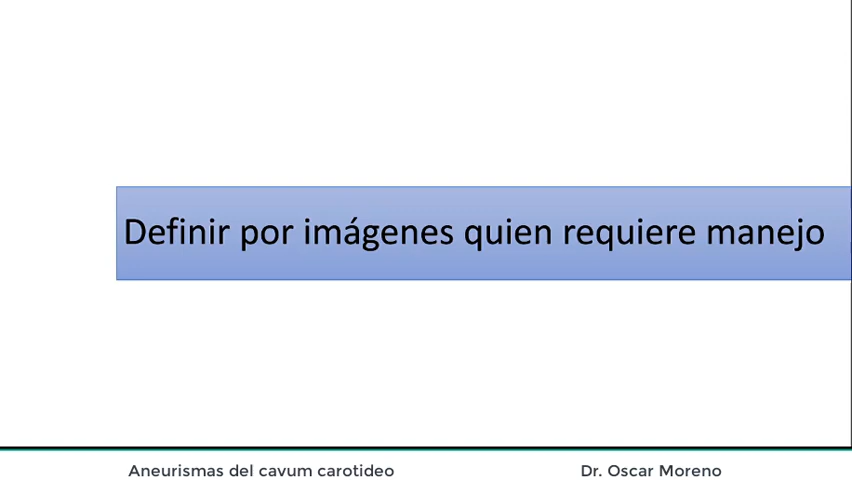 Definir por imágenes quien requiere manejo
Aneurismas del cavum carotideo
Dr. Oscar Moreno